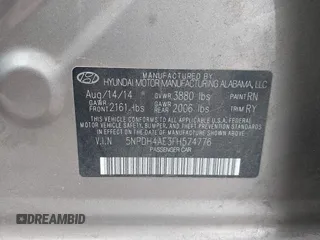 MANUFACTURED BY
HYUNDAI MOTOR MANUFACTURING ALABAMA, LLC
Aug/14/14 GVWR 3880 lbs PAINT RN
GAWR FRONT 2161 lbs GAWR REAR 2006 lbs TRIM RY
THIS VEHICLE CONFORMS TO ALL APPLICABLE
FEDERAL MOTOR VEHICLE SAFETY, BUMPER,
AND THEFT PREVENTION STANDARDS IN EFFECT
ON THE DATE OF MANUFACTURE SHOWN ABOVE.
V.I.N 5NPDH4AE3FH574776
PASSENGER CAR
DREAMBID